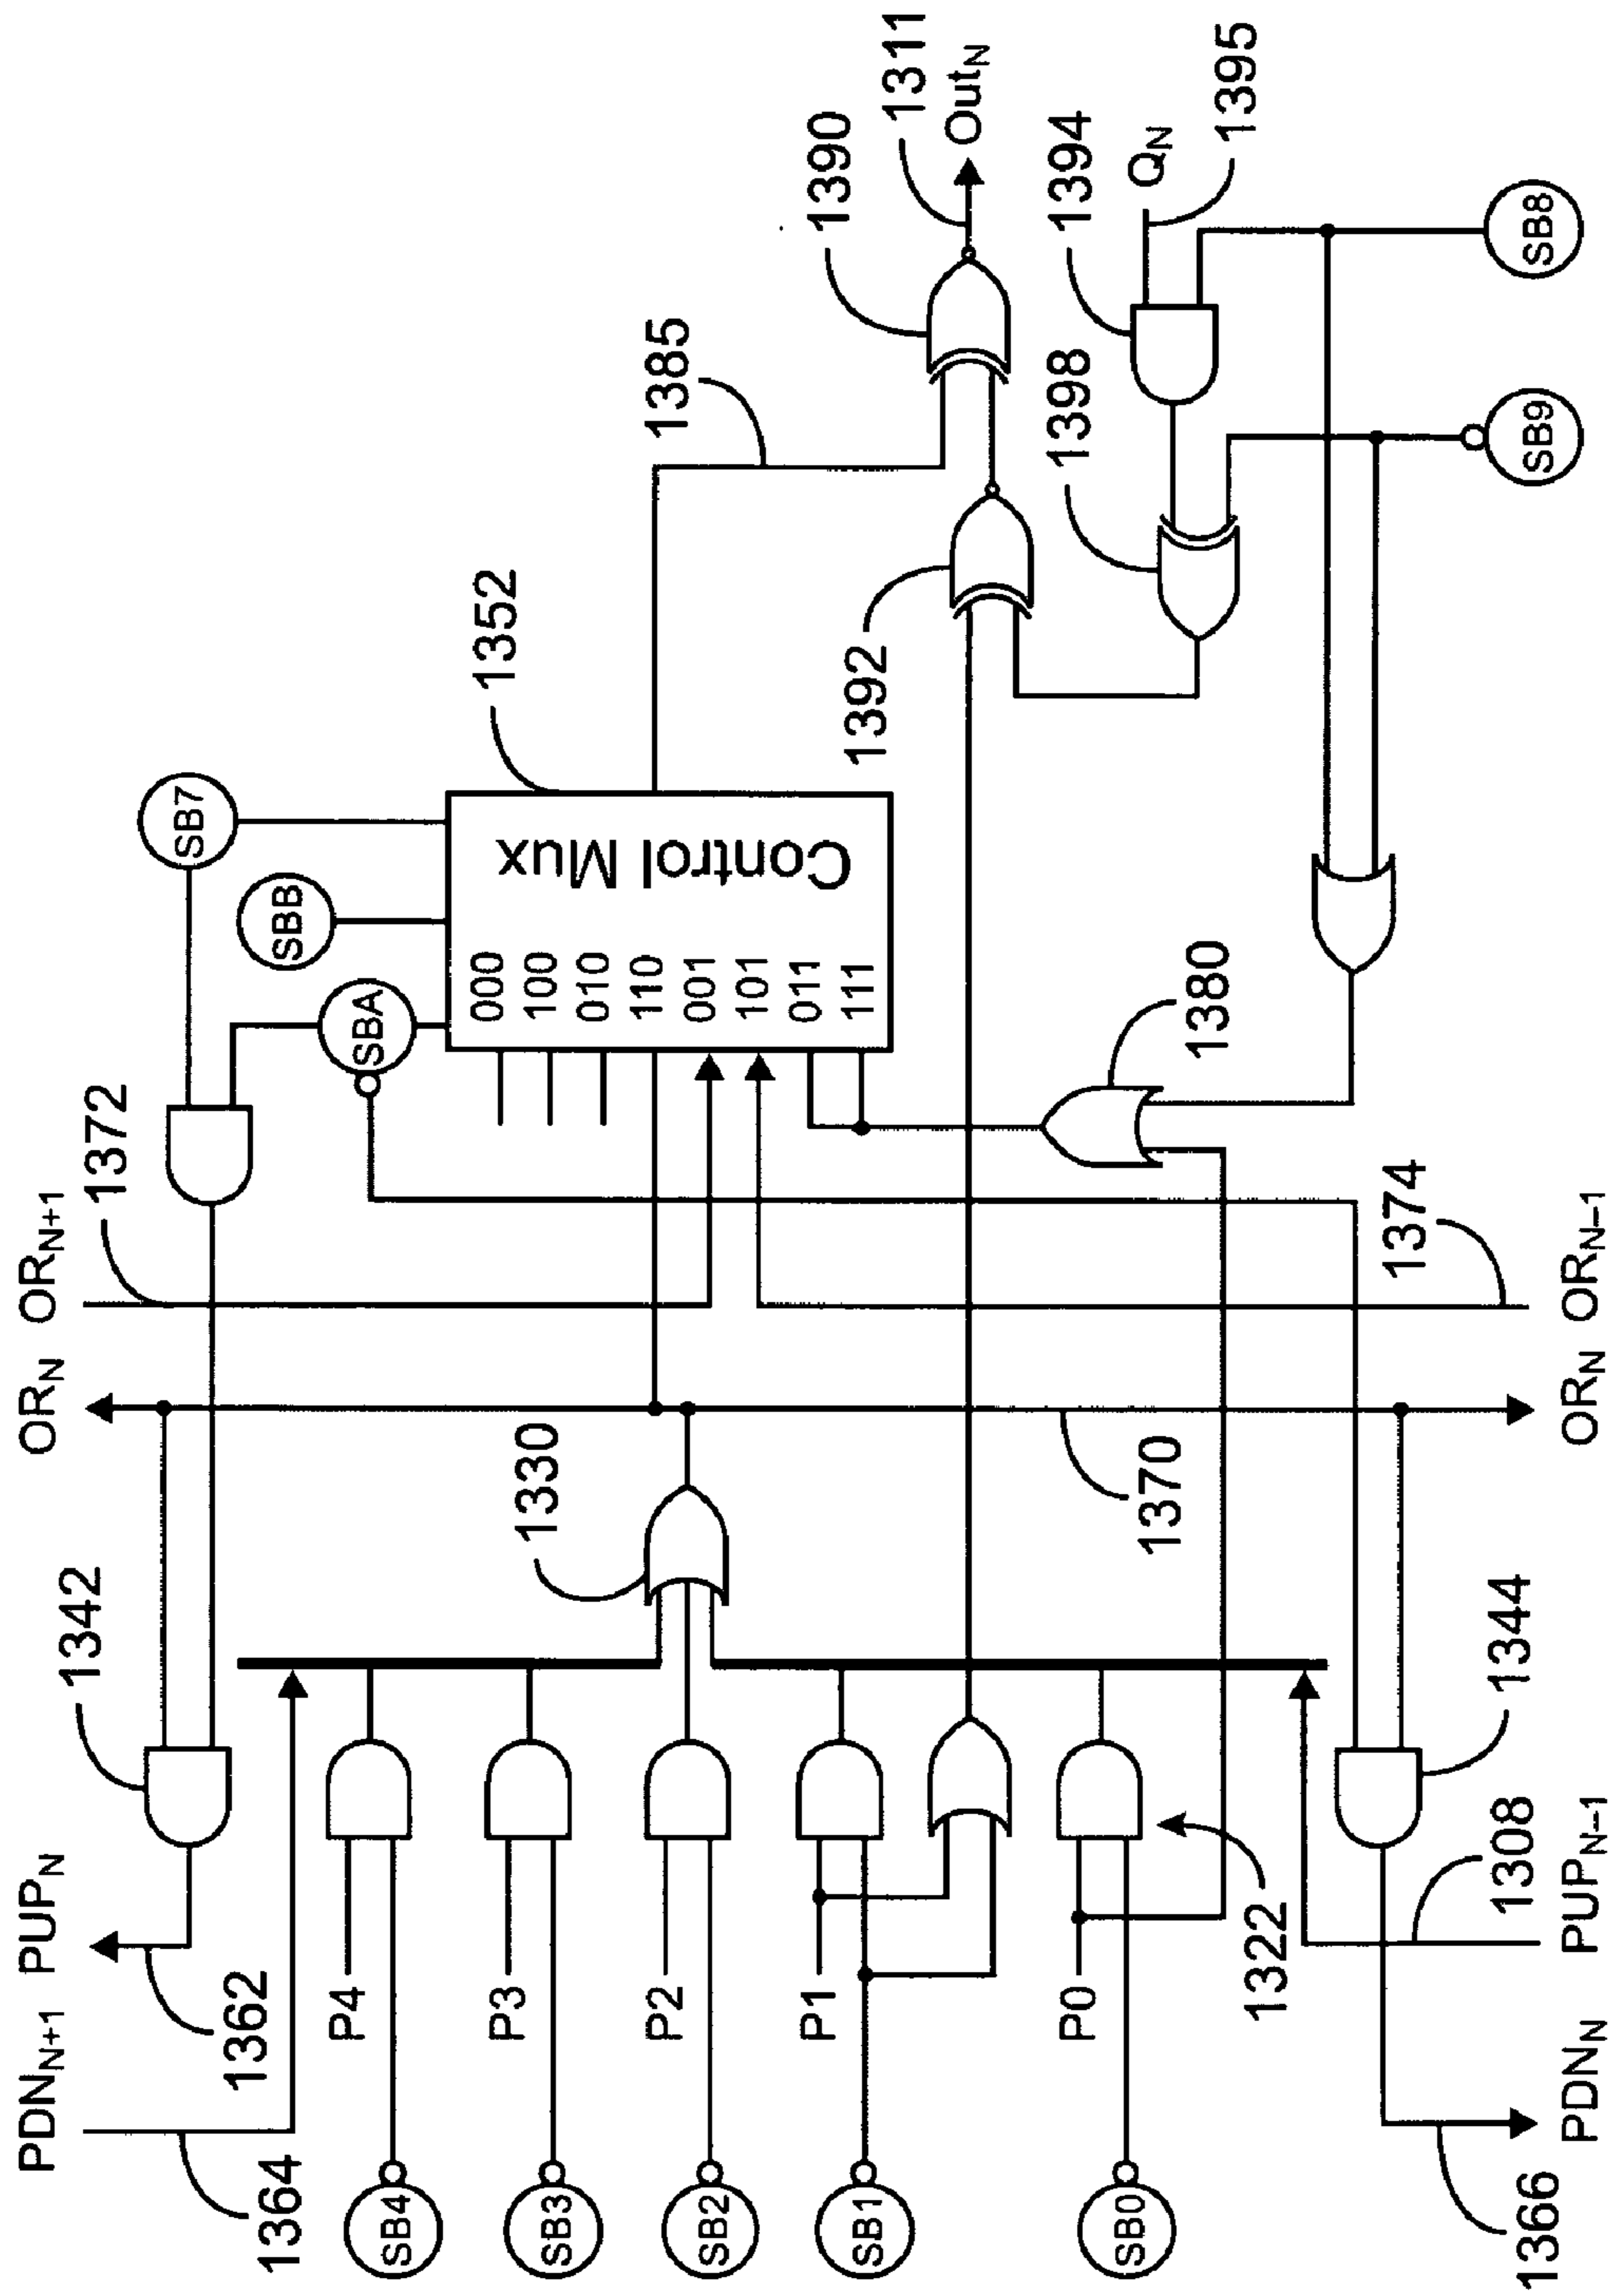 PDN_N+1 PUP_N OR_N OR_N+1
1364
1362
1342
1372
SB7
SBB
SBA
1352
1385
1390
1311
Out_N
000
100
010
110
001
101
011
111
Control Mux
P4
SB4
P3
SB3
P2
SB2
P1
SB1
P0
SB0
1330
1370
1322
1380
1392
1398
1394
Q_N
1395
SB9
SB8
1344
1374
1308
1366
PDN_N PUP_N-1 OR_N OR_N-1